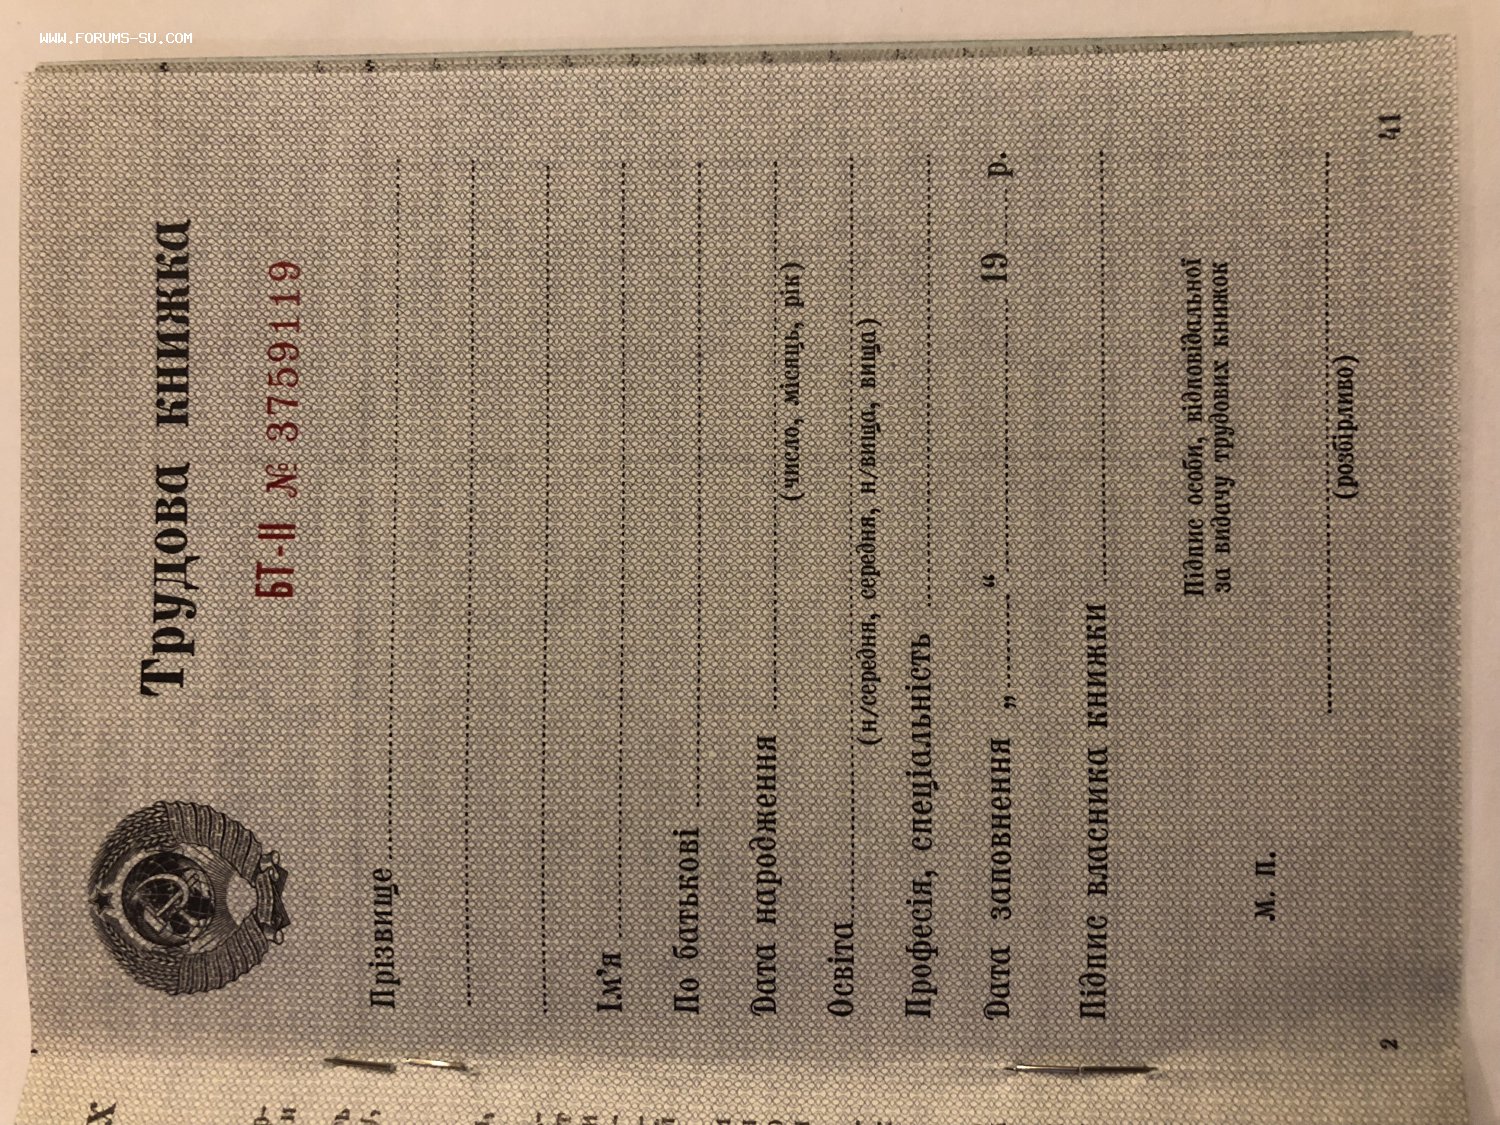 WWW.FORUMS-SU.COM
Трудова книжка
БТ-II № 3759119
Прізвище
Ім’я
По батькові
Дата народження
(число, місяць, рік)
Освіта
(н/середня, середня, н/вища, вища)
Професія, спеціальність
Дата заповнення „ “ 19 р.
Підпис власника книжки
Підпис особи, відповідальної
за видачу трудових книжок
М. П.
(розбірливо)
2
41